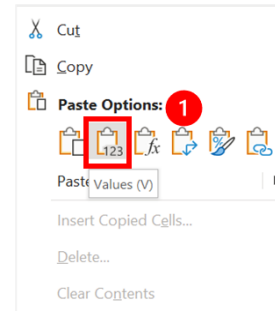 Cut
Copy
Paste Options:
1
123 fx
Paste
Values (V)
Insert Copied Cells...
Delete...
Clear Contents